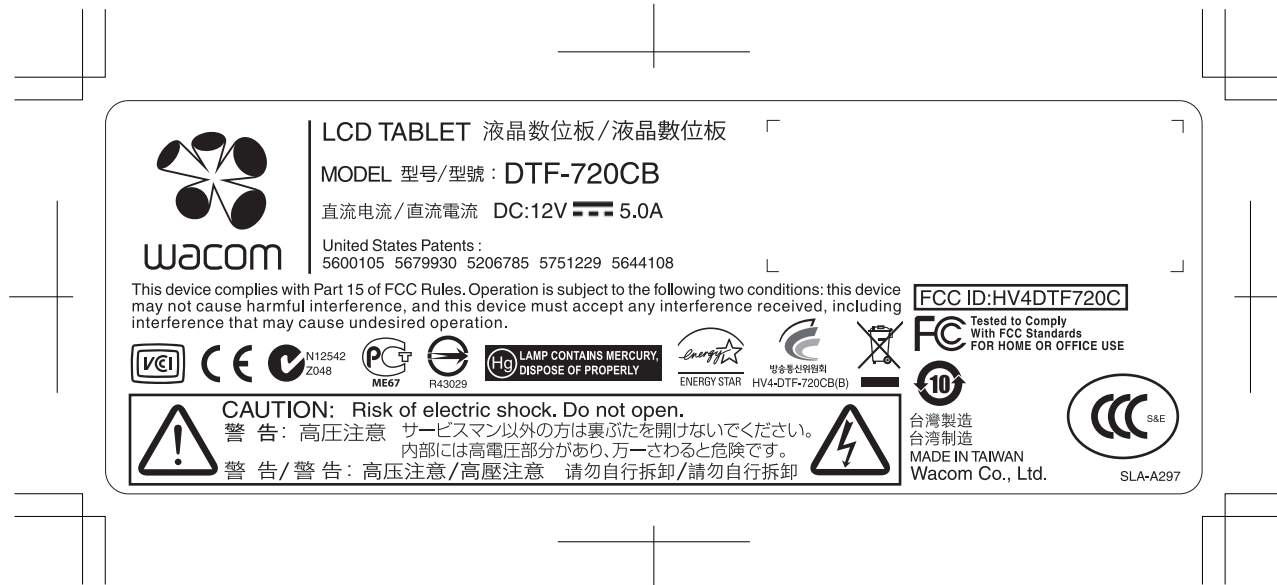 wacom
LCD TABLET 液晶数位板/液晶數位板
MODEL 型号/型號 : DTF-720CB
直流电流/直流電流 DC:12V 5.0A
United States Patents :
5600105 5679930 5206785 5751229 5644108
This device complies with Part 15 of FCC Rules. Operation is subject to the following two conditions: this device
may not cause harmful interference, and this device must accept any interference received, including
interference that may cause undesired operation.
FCC ID:HV4DTF720C
FC Tested to Comply
With FCC Standards
FOR HOME OR OFFICE USE
VCI
CE
N12542
Z048
PCT
ME67
R43029
Hg LAMP CONTAINS MERCURY,
DISPOSE OF PROPERLY
energy
ENERGY STAR
방송통신위원회
HV4-DTF-720CB(B)
10
CAUTION: Risk of electric shock. Do not open.
警 告: 高圧注意 サービスマン以外の方は裏ぶたを開けないでください。
内部には高電圧部分があり、万一さわると危険です。
警 告/警 告: 高压注意/高壓注意 请勿自行拆卸/請勿自行拆卸
台灣製造
台湾制造
MADE IN TAIWAN
Wacom Co., Ltd.
CCC S&E
SLA-A297